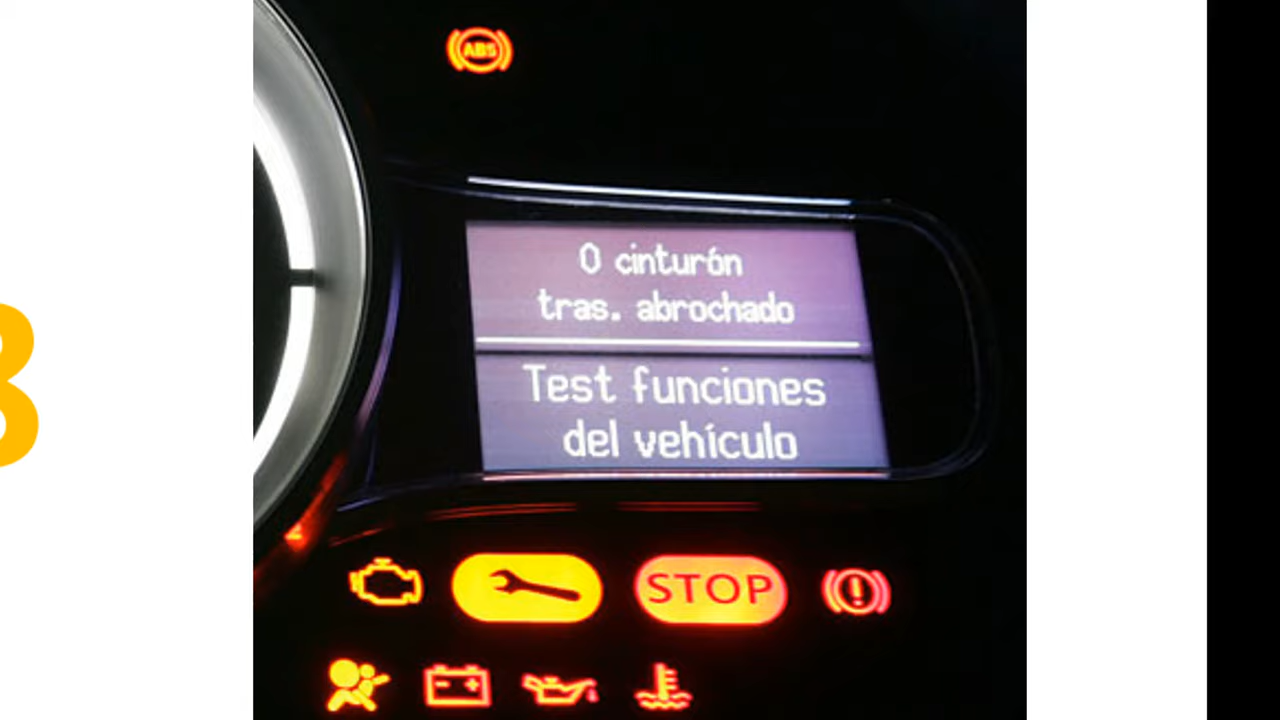 ABS
0 cinturón
tras. abrochado
Test funciones
del vehículo
STOP